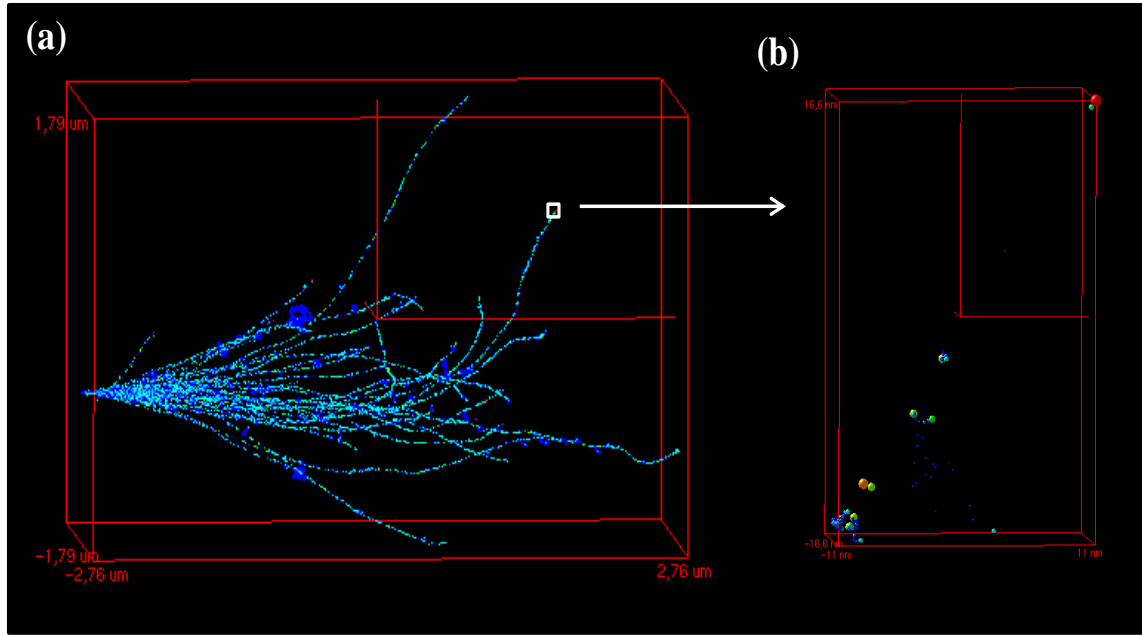 (a)
(b)
1,79 um
-1,79 um
-2,76 um
2,76 um
16,6 nm
-16,6 nm
-11 nm
11 nm